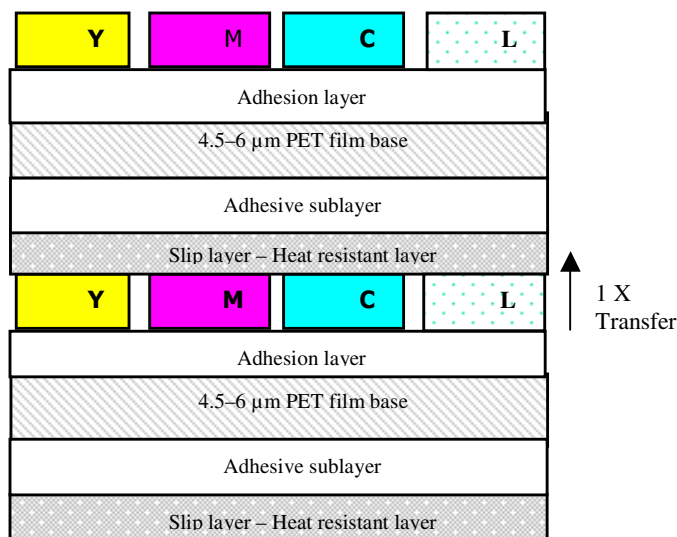 Y M C L
Adhesion layer
4.5–6 µm PET film base
Adhesive sublayer
Slip layer – Heat resistant layer
Y M C L
1 X
Transfer
Adhesion layer
4.5–6 µm PET film base
Adhesive sublayer
Slip layer – Heat resistant layer